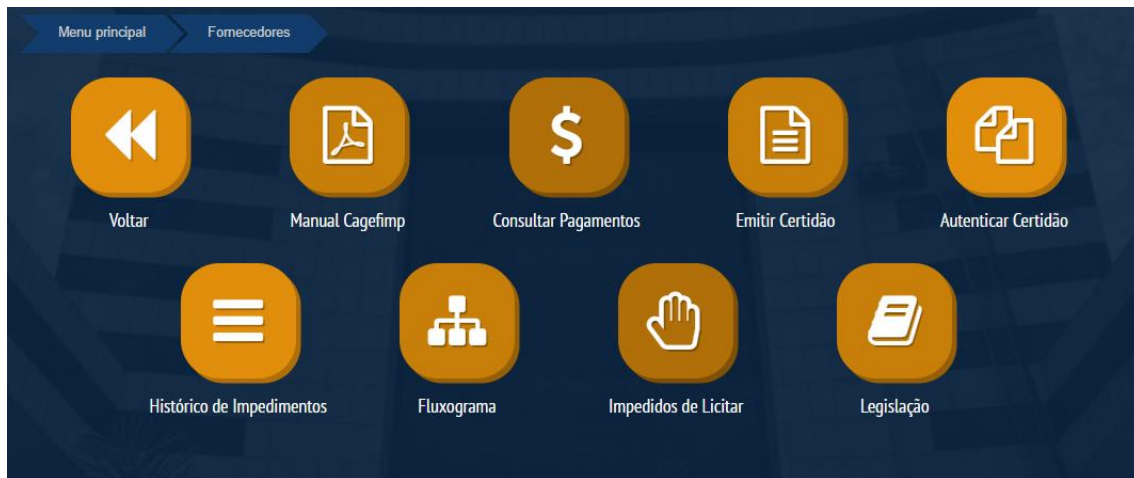 Menu principal
Fornecedores
Voltar
Manual Cagefimp
Consultar Pagamentos
Emitir Certidão
Autenticar Certidão
Histórico de Impedimentos
Fluxograma
Impedidos de Licitar
Legislação